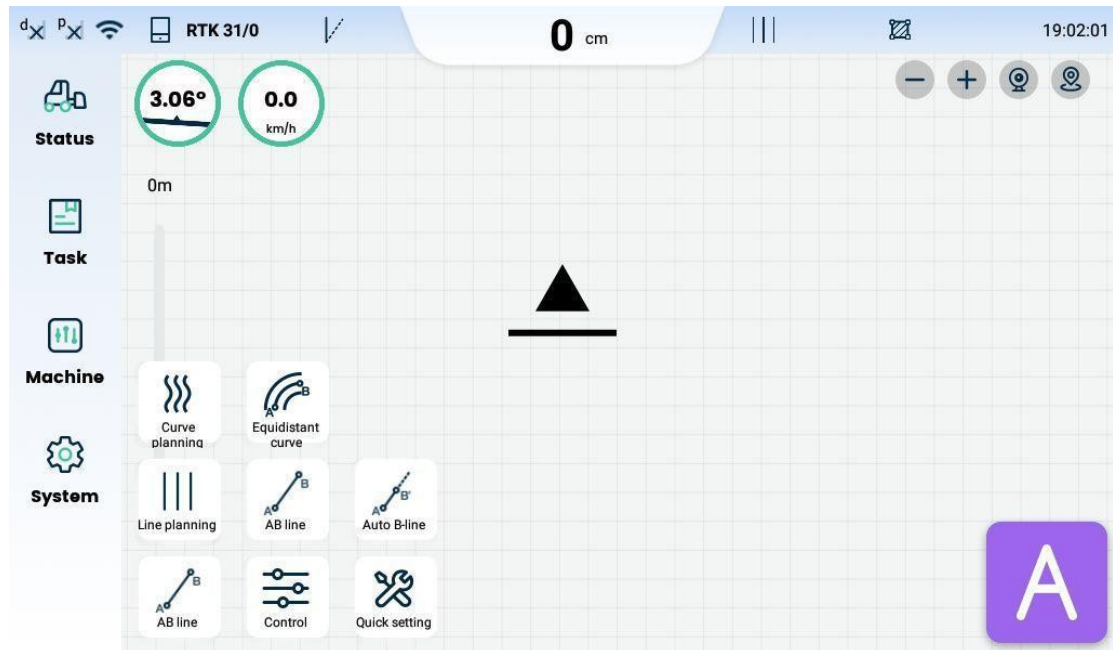 d P RTK 31/0 0 cm 19:02:01
3.06° 0.0
km/h
Status
0m
Task
Machine
System
Curve
planning
B
A
Equidistant
curve
Line planning
B
A
AB line
B'
A
Auto B-line
B
A
AB line
Control
Quick setting
A